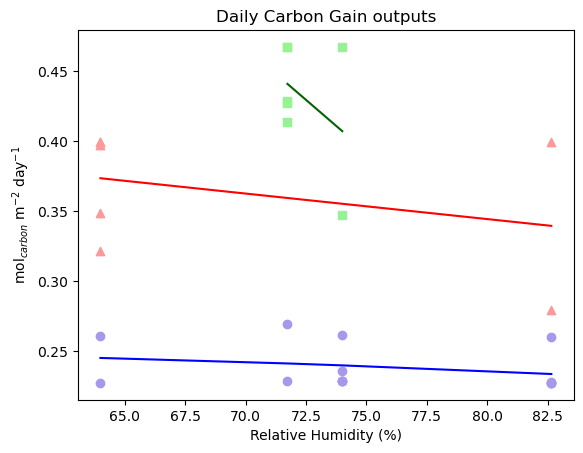 Daily Carbon Gain outputs
0.45
0.40
0.35
0.30
0.25
mol_{carbon} m^{−2} day^{−1}
65.0 67.5 70.0 72.5 75.0 77.5 80.0 82.5
Relative Humidity (%)